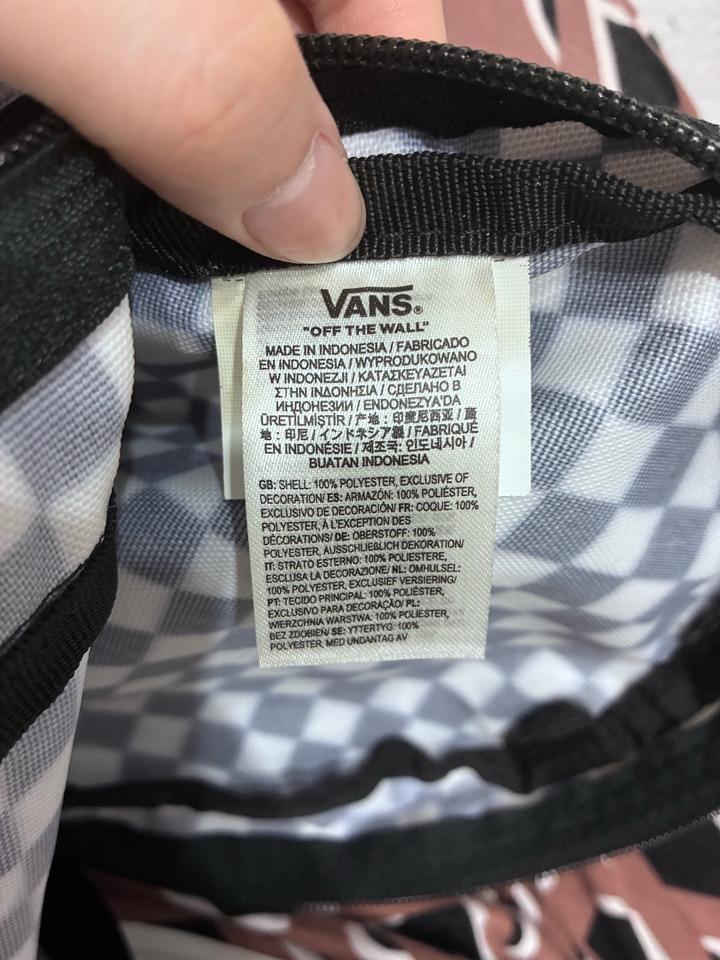 VANS®
"OFF THE WALL"
MADE IN INDONESIA / FABRICADO
EN INDONESIA / WYPRODUKOWANO
W INDONEZJI / ΚΑΤΑΣΚΕΥΑΖΕΤΑΙ
ΣΤΗΝ ΙΝΔΟΝΗΣΙΑ / СДЕЛАНО В
ИНДОНЕЗИИ / ENDONEZYA'DA
ÜRETİLMİŞTİR / 产地：印度尼西亚 / 產
地：印尼 / インドネシア製 / FABRIQUÉ
EN INDONÉSIE / 제조국: 인도네시아 /
BUATAN INDONESIA
GB: SHELL: 100% POLYESTER, EXCLUSIVE OF
DECORATION/ ES: ARMAZÓN: 100% POLIÉSTER,
EXCLUSIVO DE DECORACIÓN/ FR: COQUE: 100%
POLYESTER, À L'EXCEPTION DES
DÉCORATIONS/ DE: OBERSTOFF: 100%
POLYESTER, AUSSCHLIEßLICH DEKORATION/
IT: STRATO ESTERNO: 100% POLIESTERE,
ESCLUSA LA DECORAZIONE/ NL: OMHULSEL:
100% POLYESTER, EXCLUSIEF VERSIERING/
PT: TECIDO PRINCIPAL: 100% POLIÉSTER,
EXCLUSIVO PARA DECORAÇÃO/ PL:
WIERZCHNIA WARSTWA: 100% POLIESTER,
BEZ ZDOBIEŃ/ SE: YTTERTYG: 100%
POLYESTER, MED UNDANTAG AV